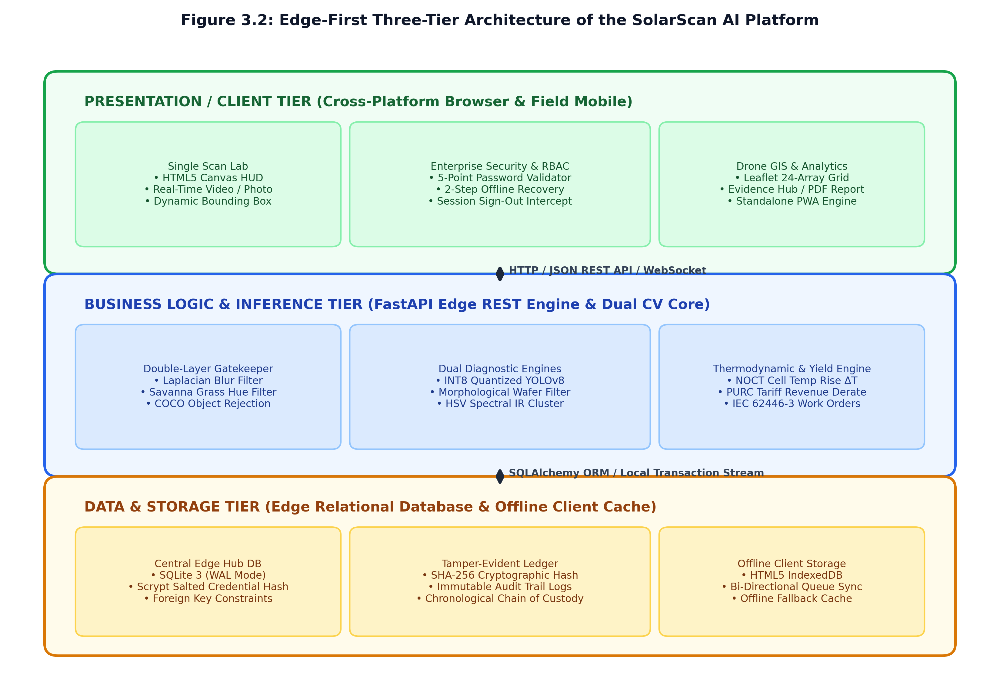 Figure 3.2: Edge-First Three-Tier Architecture of the SolarScan AI Platform
PRESENTATION / CLIENT TIER (Cross-Platform Browser & Field Mobile)
Single Scan Lab
• HTML5 Canvas HUD
• Real-Time Video / Photo
• Dynamic Bounding Box
Enterprise Security & RBAC
• 5-Point Password Validator
• 2-Step Offline Recovery
• Session Sign-Out Intercept
Drone GIS & Analytics
• Leaflet 24-Array Grid
• Evidence Hub / PDF Report
• Standalone PWA Engine
HTTP / JSON REST API / WebSocket
BUSINESS LOGIC & INFERENCE TIER (FastAPI Edge REST Engine & Dual CV Core)
Double-Layer Gatekeeper
• Laplacian Blur Filter
• Savanna Grass Hue Filter
• COCO Object Rejection
Dual Diagnostic Engines
• INT8 Quantized YOLOv8
• Morphological Wafer Filter
• HSV Spectral IR Cluster
Thermodynamic & Yield Engine
• NOCT Cell Temp Rise ΔT
• PURC Tariff Revenue Derate
• IEC 62446-3 Work Orders
SQLAlchemy ORM / Local Transaction Stream
DATA & STORAGE TIER (Edge Relational Database & Offline Client Cache)
Central Edge Hub DB
• SQLite 3 (WAL Mode)
• Scrypt Salted Credential Hash
• Foreign Key Constraints
Tamper-Evident Ledger
• SHA-256 Cryptographic Hash
• Immutable Audit Trail Logs
• Chronological Chain of Custody
Offline Client Storage
• HTML5 IndexedDB
• Bi-Directional Queue Sync
• Offline Fallback Cache